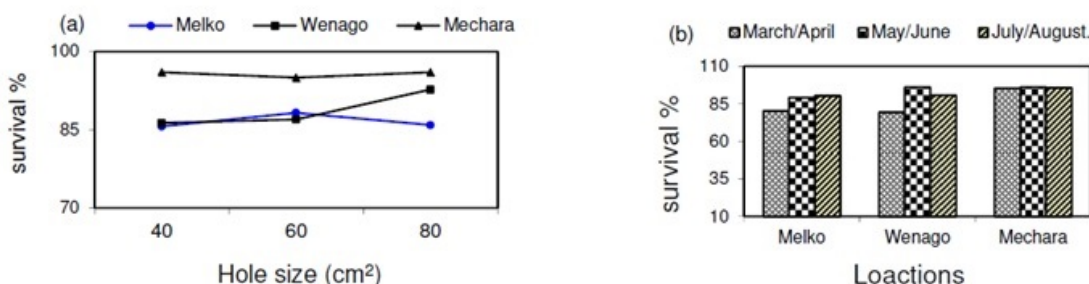 (a)
Melko Wenago Mechara
100
85
70
survival %
40 60 80
Hole size (cm²)
(b)
March/April May/June July/August.
110
85
60
35
10
survival %
Melko Wenago Mechara
Loactions